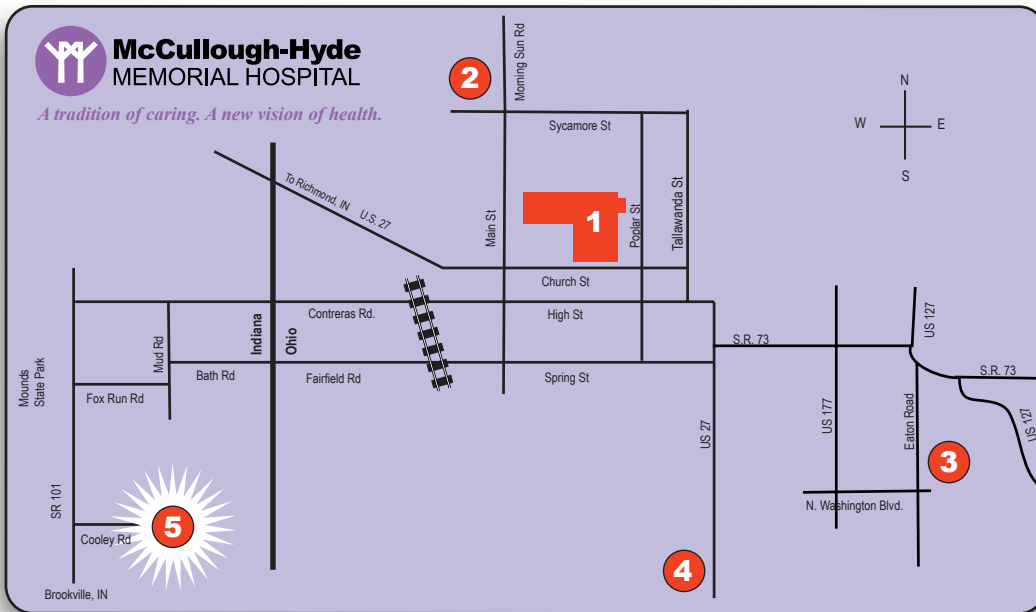 McCullough-Hyde
MEMORIAL HOSPITAL
A tradition of caring. A new vision of health.
2
Morning Sun Rd
N
W
E
S
Sycamore St
To Richmond, IN U.S. 27
Main St
1
Poplar St
Tallawanda St
Church St
Contreras Rd.
High St
Indiana
Ohio
Mud Rd
Bath Rd
Fairfield Rd
Spring St
Mounds
State Park
Fox Run Rd
S.R. 73
US 127
S.R. 73
US 127
US 27
US 177
Eaton Road
3
N. Washington Blvd.
SR 101
5
Cooley Rd
4
Brookville, IN